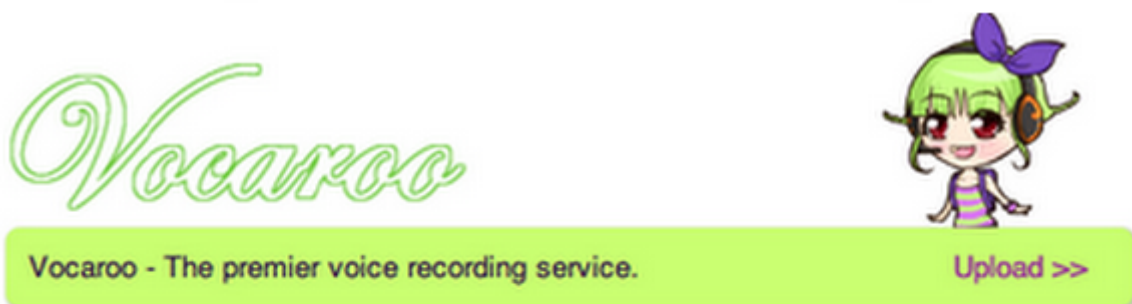 Vocaroo
Vocaroo - The premier voice recording service.
Upload >>